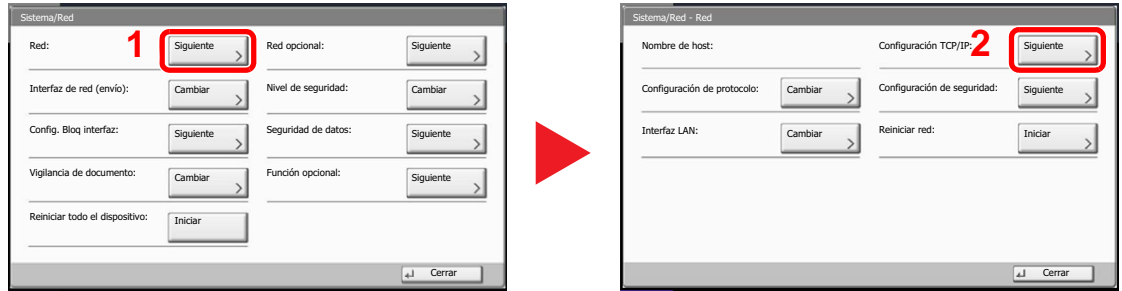 Sistema/Red
Red:
1
Siguiente
Red opcional:
Siguiente
Interfaz de red (envío):
Cambiar
Nivel de seguridad:
Cambiar
Config. Bloq interfaz:
Siguiente
Seguridad de datos:
Siguiente
Vigilancia de documento:
Cambiar
Función opcional:
Siguiente
Reiniciar todo el dispositivo:
Iniciar
Cerrar
Sistema/Red - Red
Nombre de host:
Configuración TCP/IP:
2
Siguiente
Configuración de protocolo:
Cambiar
Configuración de seguridad:
Siguiente
Interfaz LAN:
Cambiar
Reiniciar red:
Iniciar
Cerrar